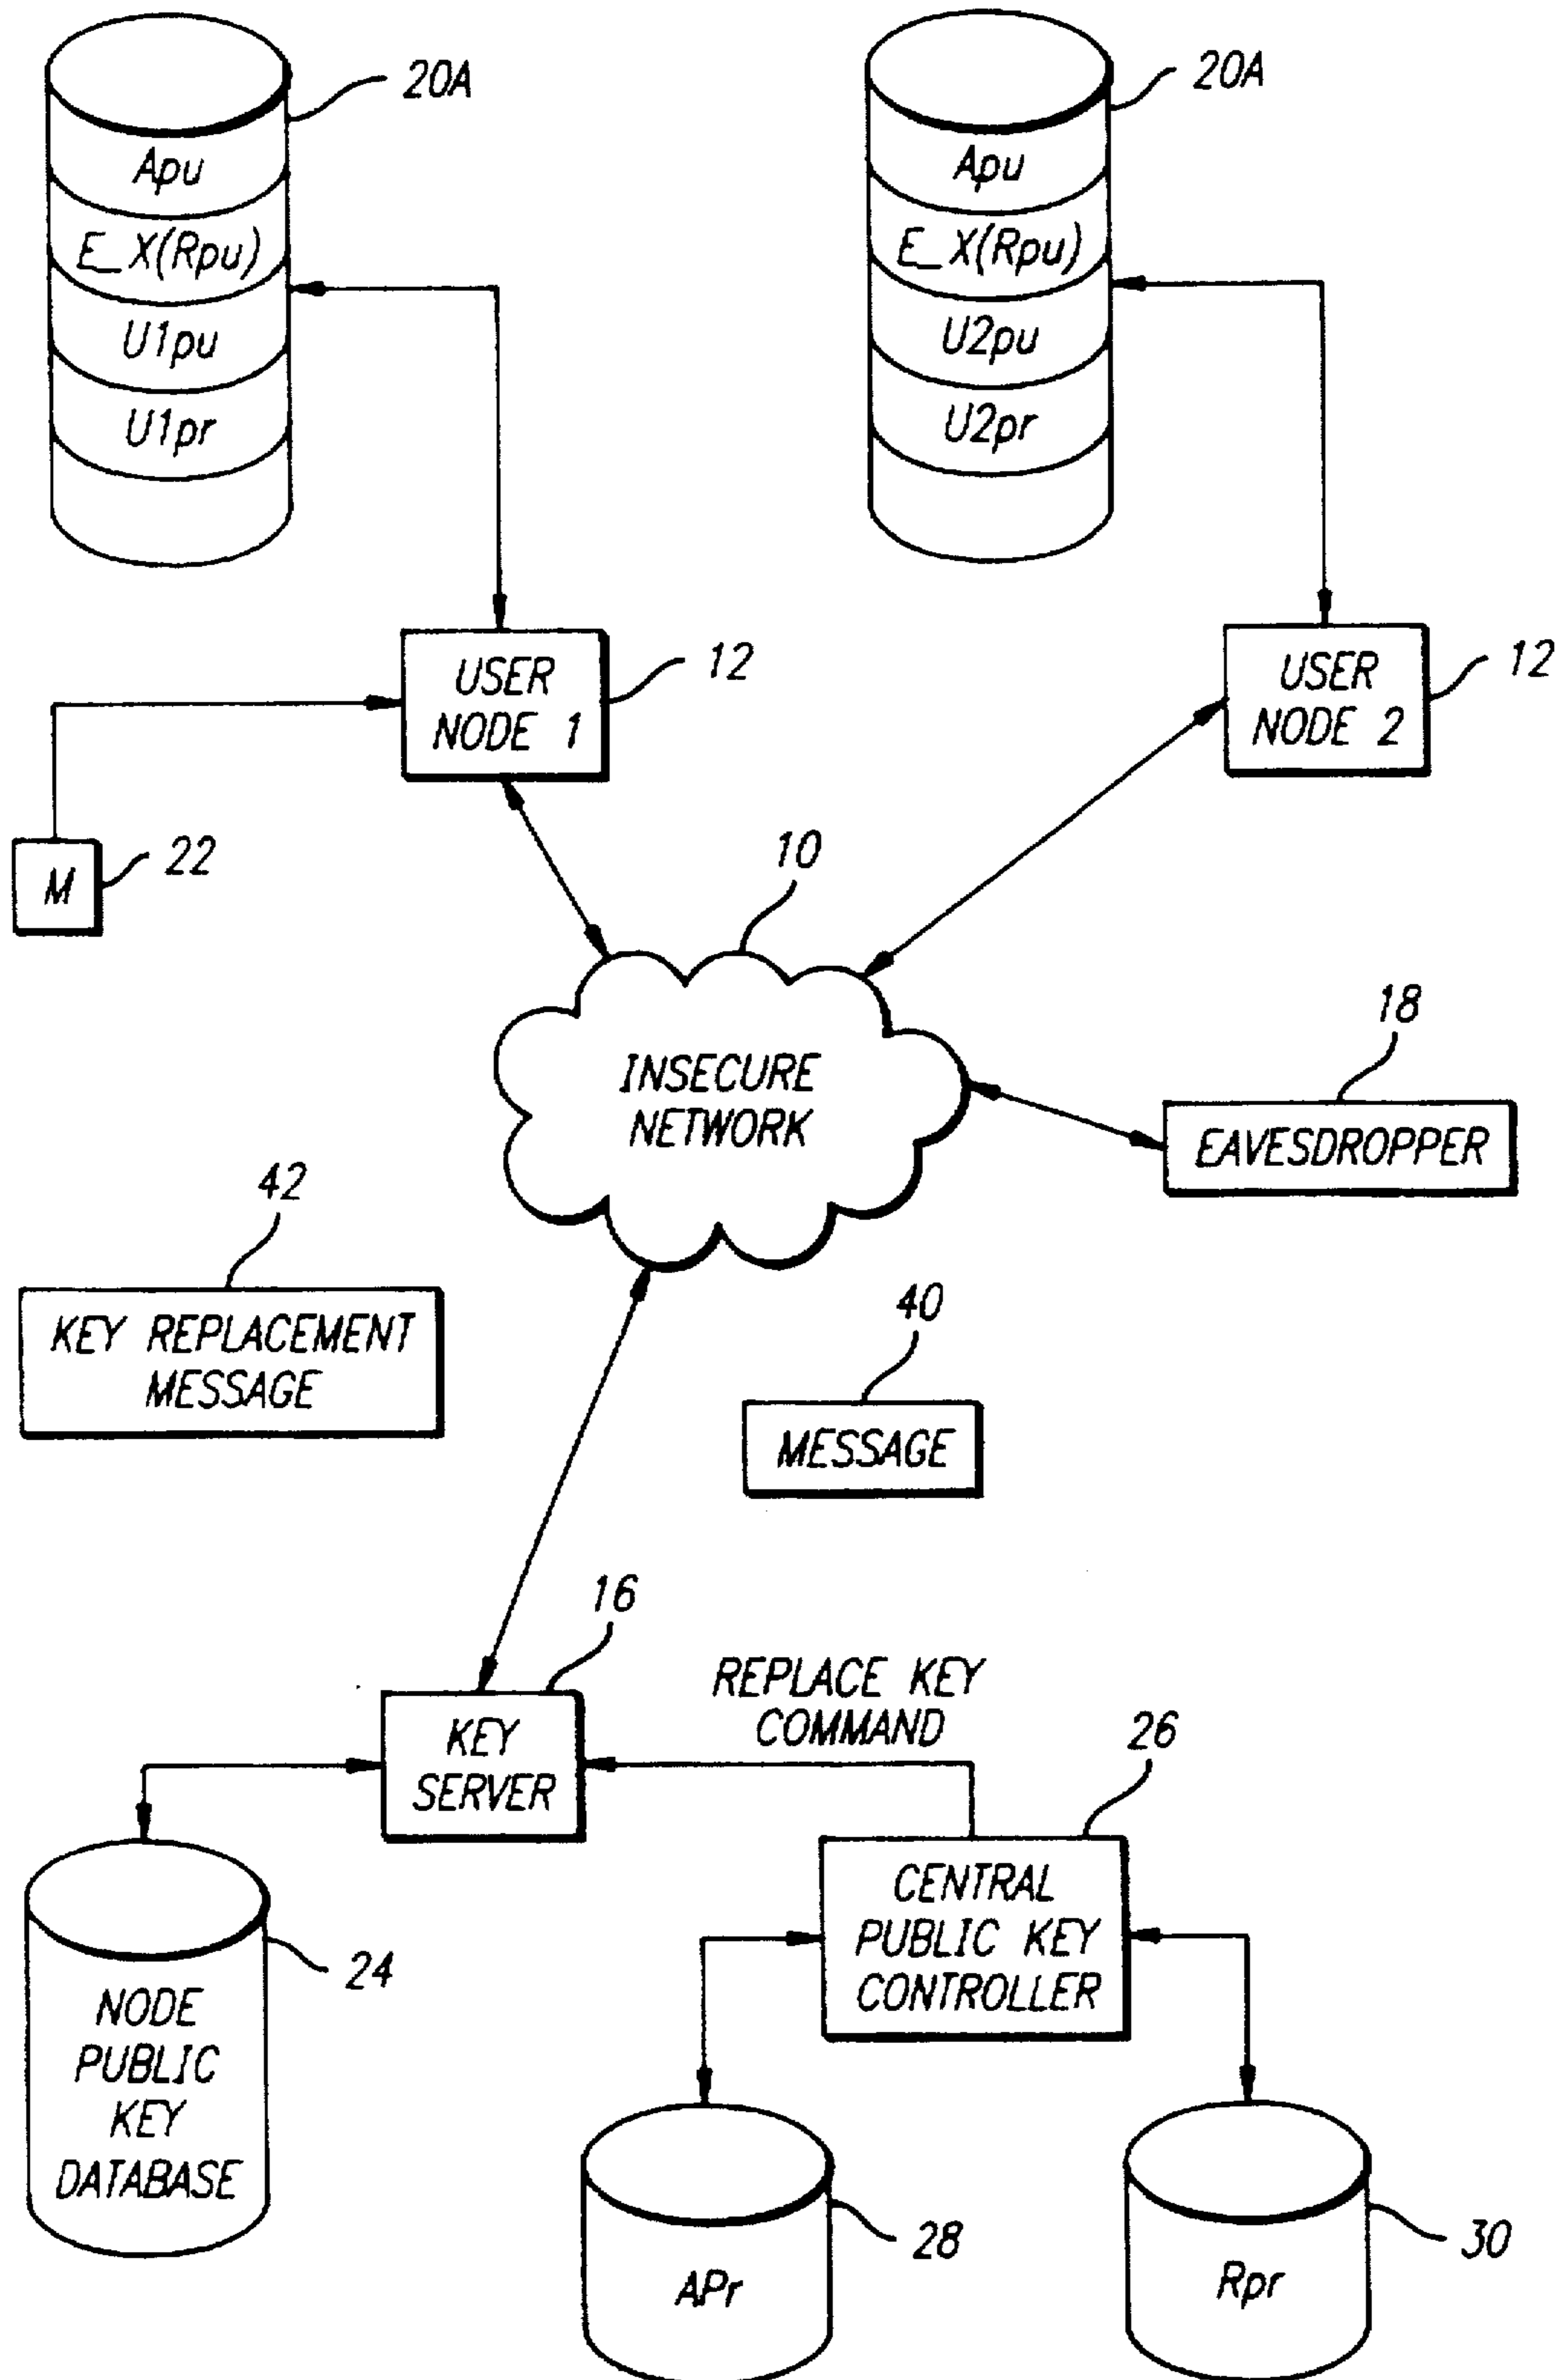 20A
Apu
E_X(Rpu)
U1pu
U1pr
20A
Apu
E_X(Rpu)
U2pu
U2pr
USER
NODE 1
12
USER
NODE 2
12
M
22
10
INSECURE
NETWORK
18
EAVESDROPPER
42
KEY REPLACEMENT
MESSAGE
40
MESSAGE
16
KEY
SERVER
REPLACE KEY
COMMAND
26
CENTRAL
PUBLIC KEY
CONTROLLER
24
NODE
PUBLIC
KEY
DATABASE
28
APr
30
Rpr